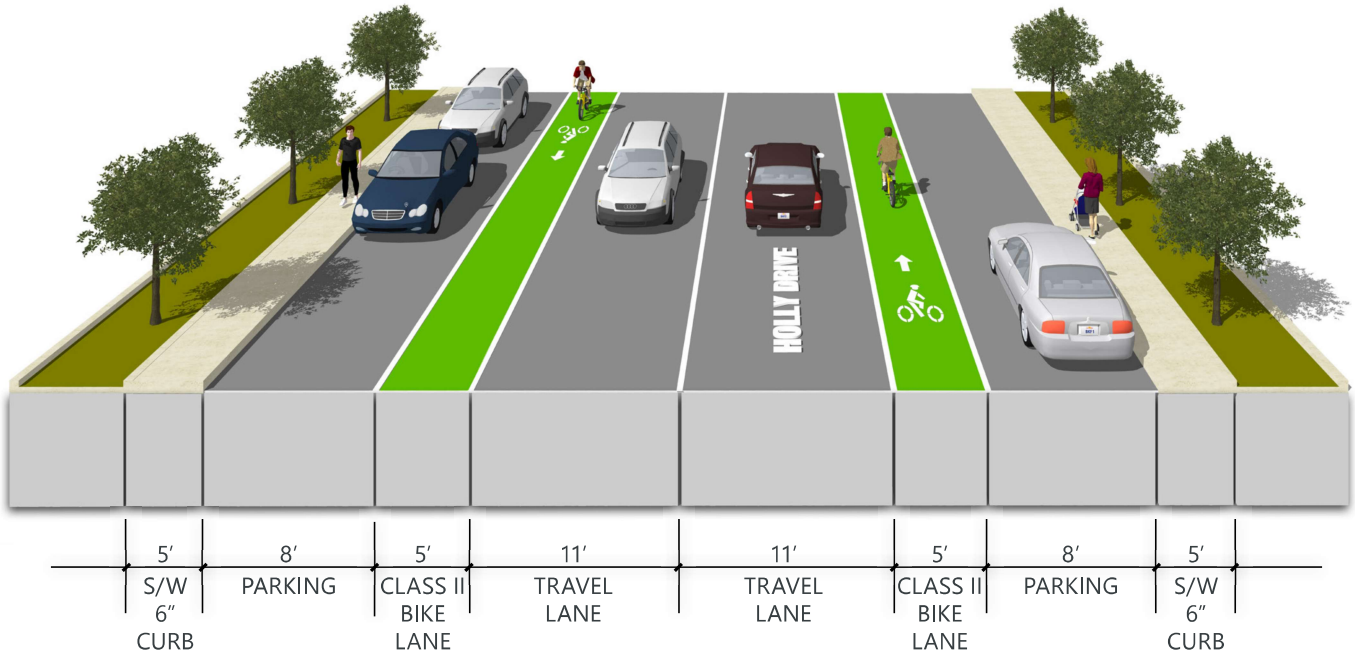 HOLLY DRIVE
5′ 8′ 5′ 11′ 11′ 5′ 8′ 5′
S/W PARKING CLASS II TRAVEL TRAVEL CLASS II PARKING S/W
6″ BIKE LANE LANE BIKE 6″
CURB LANE LANE CURB